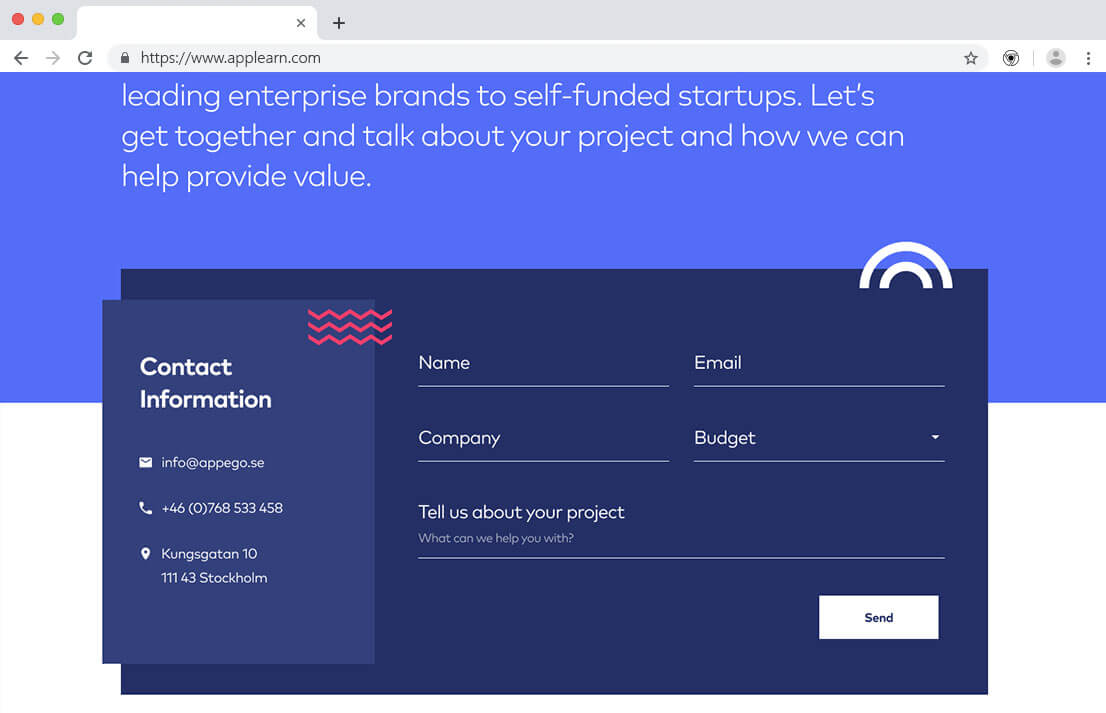 https://www.applearn.com
leading enterprise brands to self-funded startups. Let’s
get together and talk about your project and how we can
help provide value.
Contact
Information
info@appego.se
+46 (0)768 533 458
Kungsgatan 10
111 43 Stockholm
Name
Email
Company
Budget
Tell us about your project
What can we help you with?
Send